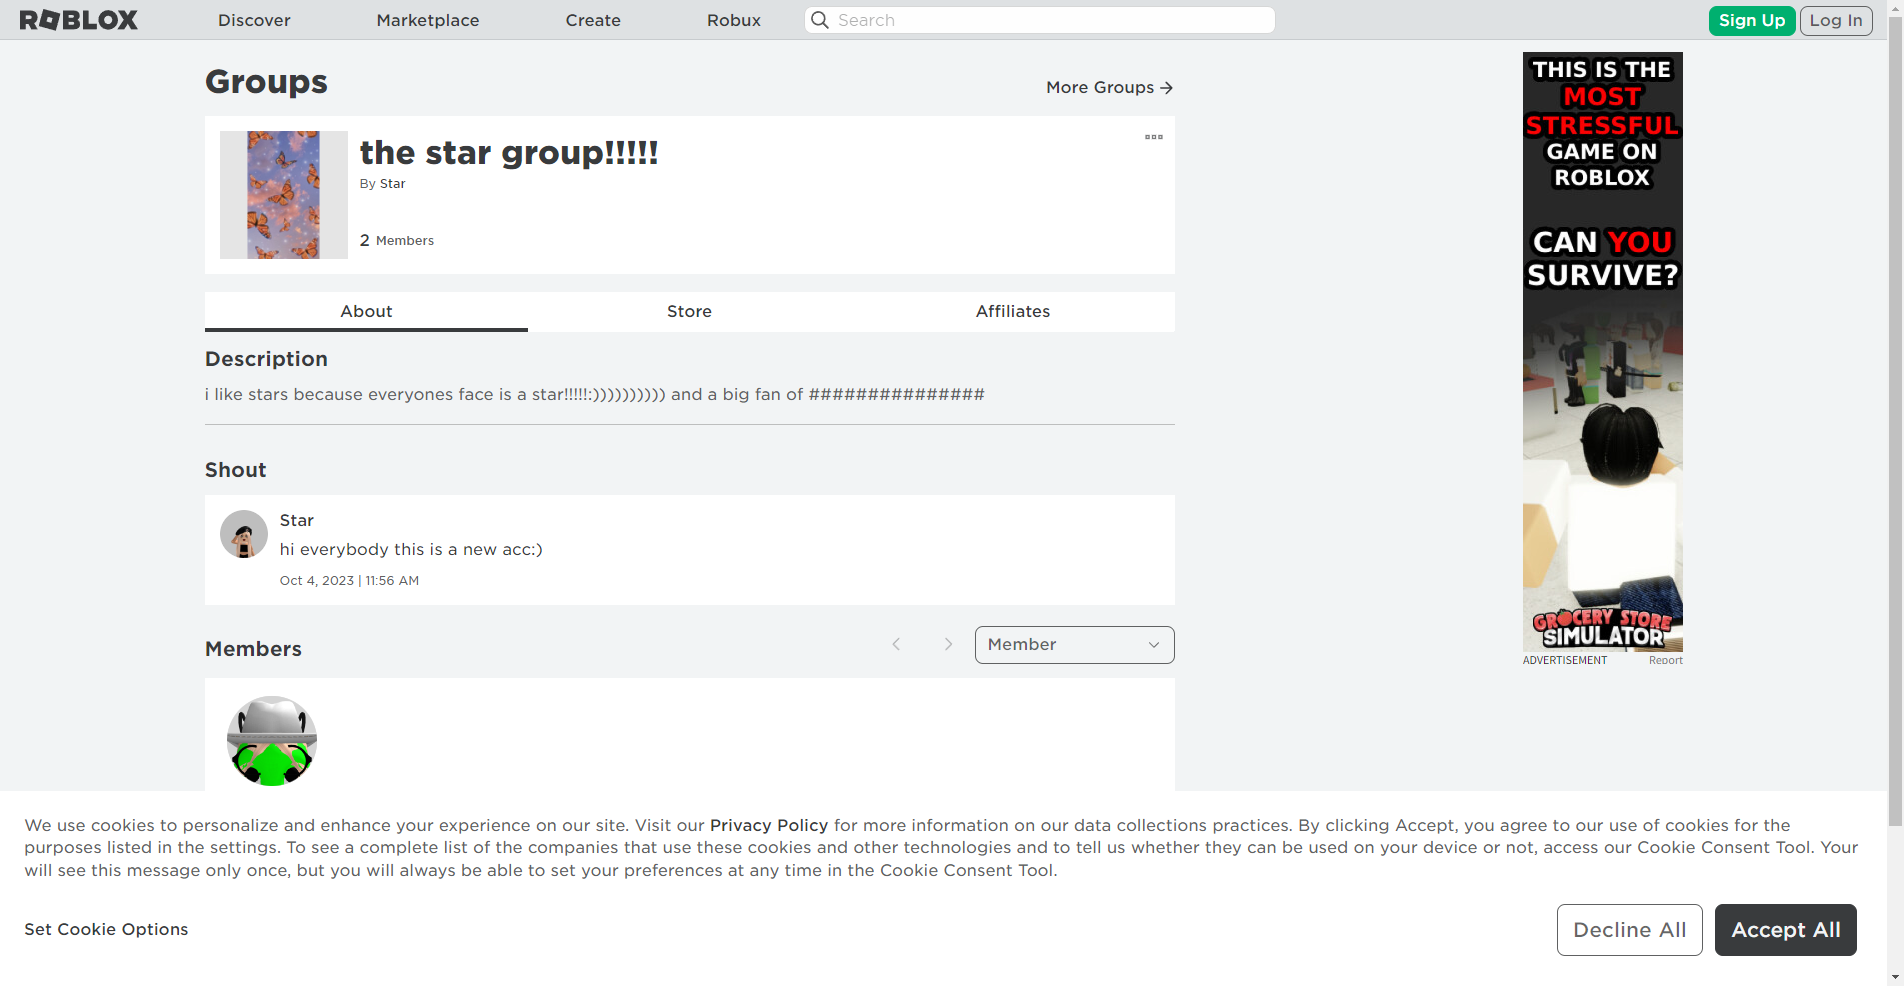 ROBLOX
Discover
Marketplace
Create
Robux
Search
Sign Up
Log In
Groups
More Groups
the star group!!!!!
By Star
2 Members
About
Store
Affiliates
Description
i like stars because everyones face is a star!!!!!:)))))))))) and a big fan of ###############
Shout
Star
hi everybody this is a new acc:)
Oct 4, 2023 | 11:56 AM
Members
Member
THIS IS THE
MOST
STRESSFUL
GAME ON
ROBLOX
CAN YOU
SURVIVE?
GROCERY STORE
SIMULATOR
ADVERTISEMENT
Report
We use cookies to personalize and enhance your experience on our site. Visit our Privacy Policy for more information on our data collections practices. By clicking Accept, you agree to our use of cookies for the
purposes listed in the settings. To see a complete list of the companies that use these cookies and other technologies and to tell us whether they can be used on your device or not, access our Cookie Consent Tool. Your
will see this message only once, but you will always be able to set your preferences at any time in the Cookie Consent Tool.
Set Cookie Options
Decline All
Accept All